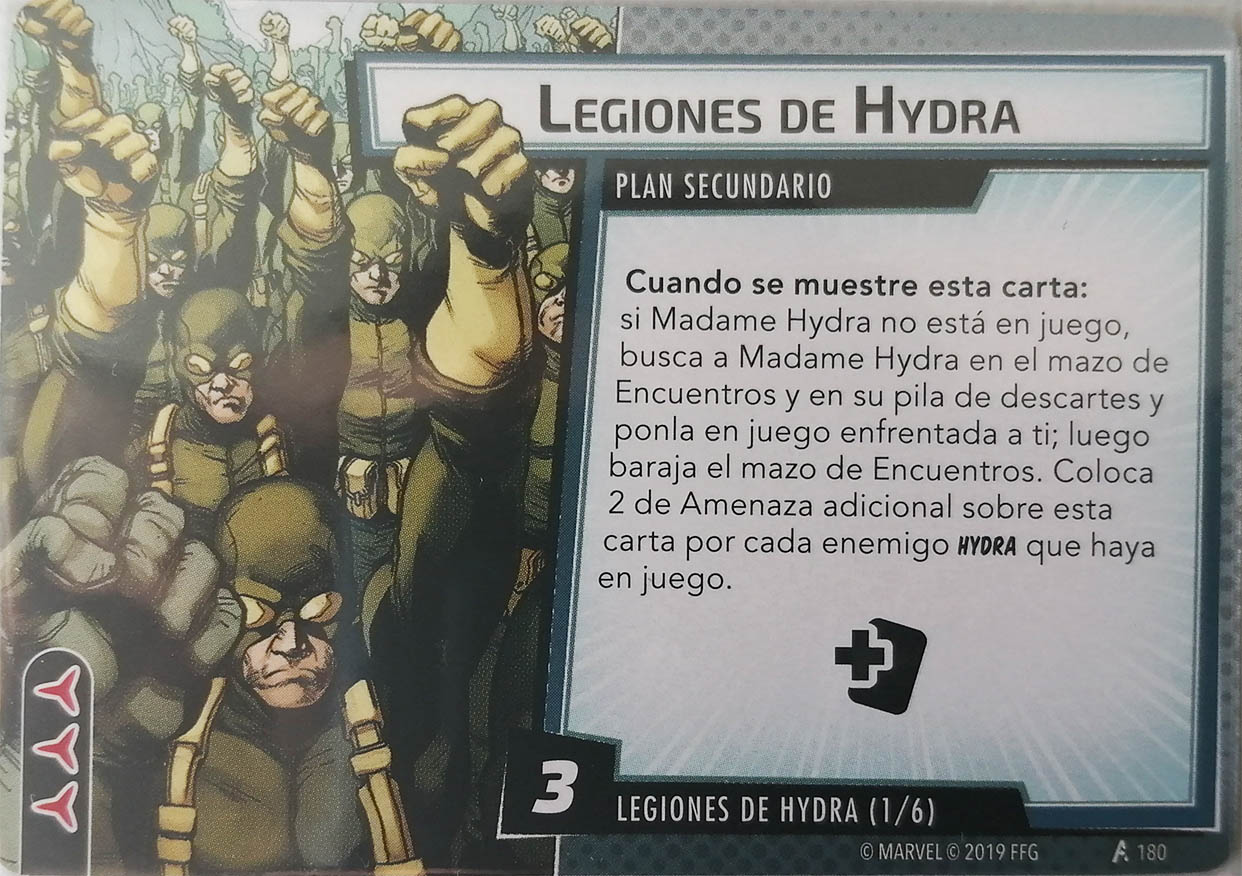 LEGIONES DE HYDRA
PLAN SECUNDARIO
Cuando se muestre esta carta:
si Madame Hydra no está en juego,
busca a Madame Hydra en el mazo de
Encuentros y en su pila de descartes y
ponla en juego enfrentada a ti; luego
baraja el mazo de Encuentros. Coloca
2 de Amenaza adicional sobre esta
carta por cada enemigo HYDRA que haya
en juego.
3
LEGIONES DE HYDRA (1/6)
© MARVEL © 2019 FFG
180